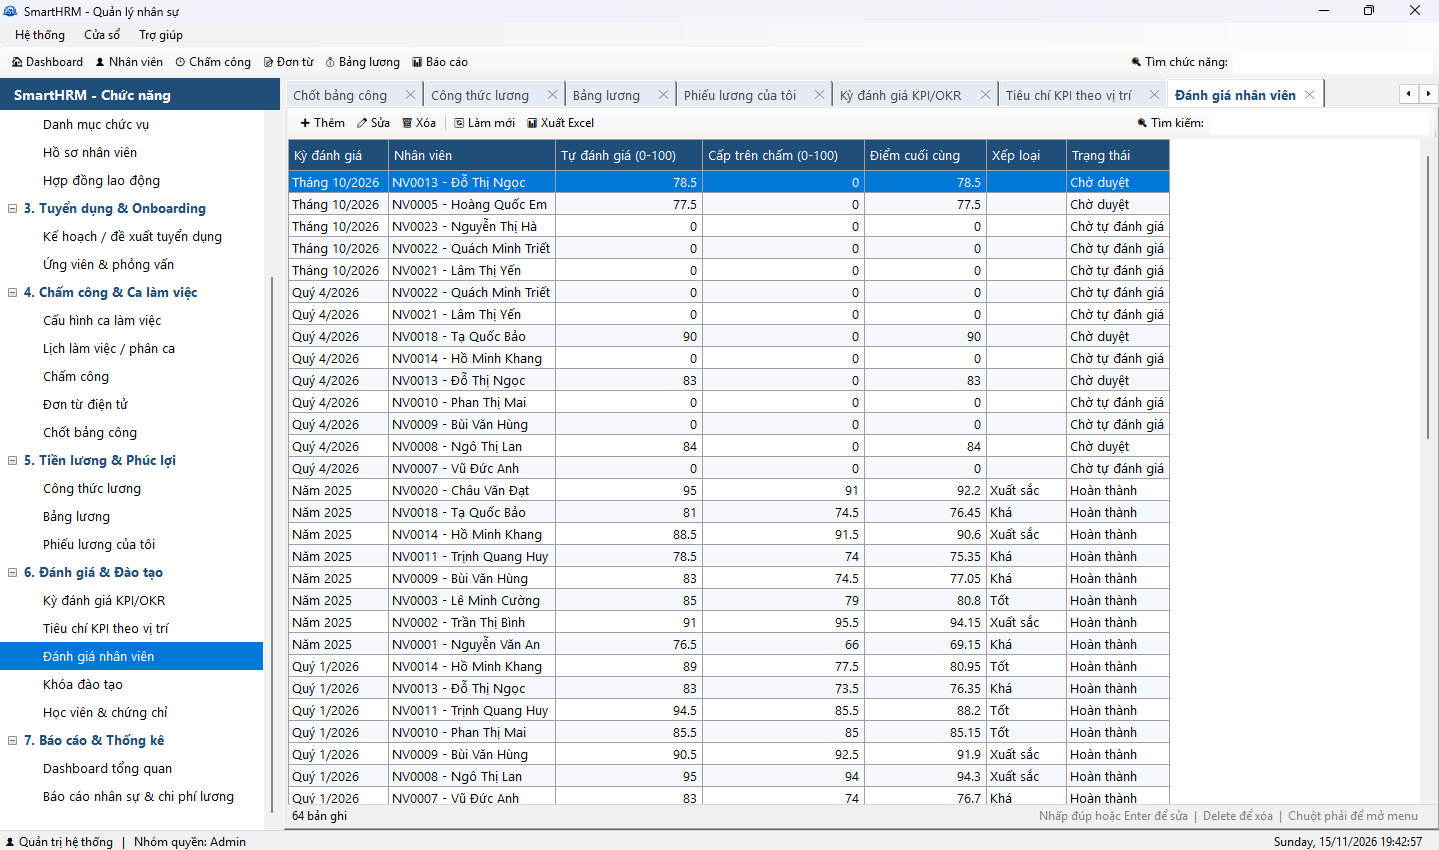 SmartHRM - Quản lý nhân sự
Hệ thống Cửa sổ Trợ giúp
Dashboard Nhân viên Chấm công Đơn từ Bảng lương Báo cáo Tìm chức năng:
SmartHRM - Chức năng
Danh mục chức vụ
Hồ sơ nhân viên
Hợp đồng lao động
3. Tuyển dụng & Onboarding
Kế hoạch / đề xuất tuyển dụng
Ứng viên & phỏng vấn
4. Chấm công & Ca làm việc
Cấu hình ca làm việc
Lịch làm việc / phân ca
Chấm công
Đơn từ điện tử
Chốt bảng công
5. Tiền lương & Phúc lợi
Công thức lương
Bảng lương
Phiếu lương của tôi
6. Đánh giá & Đào tạo
Kỳ đánh giá KPI/OKR
Tiêu chí KPI theo vị trí
Đánh giá nhân viên
Khóa đào tạo
Học viên & chứng chỉ
7. Báo cáo & Thống kê
Dashboard tổng quan
Báo cáo nhân sự & chi phí lương
Chốt bảng công Công thức lương Bảng lương Phiếu lương của tôi Kỳ đánh giá KPI/OKR Tiêu chí KPI theo vị trí Đánh giá nhân viên
Thêm Sửa Xóa Làm mới Xuất Excel Tìm kiếm:
Kỳ đánh giá Nhân viên Tự đánh giá (0-100) Cấp trên chấm (0-100) Điểm cuối cùng Xếp loại Trạng thái
Tháng 10/2026 NV0013 - Đỗ Thị Ngọc 78.5 0 78.5 Chờ duyệt
Tháng 10/2026 NV0005 - Hoàng Quốc Em 77.5 0 77.5 Chờ duyệt
Tháng 10/2026 NV0023 - Nguyễn Thị Hà 0 0 0 Chờ tự đánh giá
Tháng 10/2026 NV0022 - Quách Minh Triết 0 0 0 Chờ tự đánh giá
Tháng 10/2026 NV0021 - Lâm Thị Yến 0 0 0 Chờ tự đánh giá
Quý 4/2026 NV0022 - Quách Minh Triết 0 0 0 Chờ tự đánh giá
Quý 4/2026 NV0021 - Lâm Thị Yến 0 0 0 Chờ tự đánh giá
Quý 4/2026 NV0018 - Tạ Quốc Bảo 90 0 90 Chờ duyệt
Quý 4/2026 NV0014 - Hồ Minh Khang 0 0 0 Chờ tự đánh giá
Quý 4/2026 NV0013 - Đỗ Thị Ngọc 83 0 83 Chờ duyệt
Quý 4/2026 NV0010 - Phan Thị Mai 0 0 0 Chờ tự đánh giá
Quý 4/2026 NV0009 - Bùi Văn Hùng 0 0 0 Chờ tự đánh giá
Quý 4/2026 NV0008 - Ngô Thị Lan 84 0 84 Chờ duyệt
Quý 4/2026 NV0007 - Vũ Đức Anh 0 0 0 Chờ tự đánh giá
Năm 2025 NV0020 - Châu Văn Đạt 95 91 92.2 Xuất sắc Hoàn thành
Năm 2025 NV0018 - Tạ Quốc Bảo 81 74.5 76.45 Khá Hoàn thành
Năm 2025 NV0014 - Hồ Minh Khang 88.5 91.5 90.6 Xuất sắc Hoàn thành
Năm 2025 NV0011 - Trịnh Quang Huy 78.5 74 75.35 Khá Hoàn thành
Năm 2025 NV0009 - Bùi Văn Hùng 83 74.5 77.05 Khá Hoàn thành
Năm 2025 NV0003 - Lê Minh Cường 85 79 80.8 Tốt Hoàn thành
Năm 2025 NV0002 - Trần Thị Bình 91 95.5 94.15 Xuất sắc Hoàn thành
Năm 2025 NV0001 - Nguyễn Văn An 76.5 66 69.15 Khá Hoàn thành
Quý 1/2026 NV0014 - Hồ Minh Khang 89 77.5 80.95 Tốt Hoàn thành
Quý 1/2026 NV0013 - Đỗ Thị Ngọc 83 73.5 76.35 Khá Hoàn thành
Quý 1/2026 NV0011 - Trịnh Quang Huy 94.5 85.5 88.2 Tốt Hoàn thành
Quý 1/2026 NV0010 - Phan Thị Mai 85.5 85 85.15 Tốt Hoàn thành
Quý 1/2026 NV0009 - Bùi Văn Hùng 90.5 92.5 91.9 Xuất sắc Hoàn thành
Quý 1/2026 NV0008 - Ngô Thị Lan 95 94 94.3 Xuất sắc Hoàn thành
Quý 1/2026 NV0007 - Vũ Đức Anh 83 74 76.7 Khá Hoàn thành
64 bản ghi Nhấp đúp hoặc Enter để sửa | Delete để xóa | Chuột phải để mở menu
Quản trị hệ thống | Nhóm quyền: Admin Sunday, 15/11/2026 19:42:57